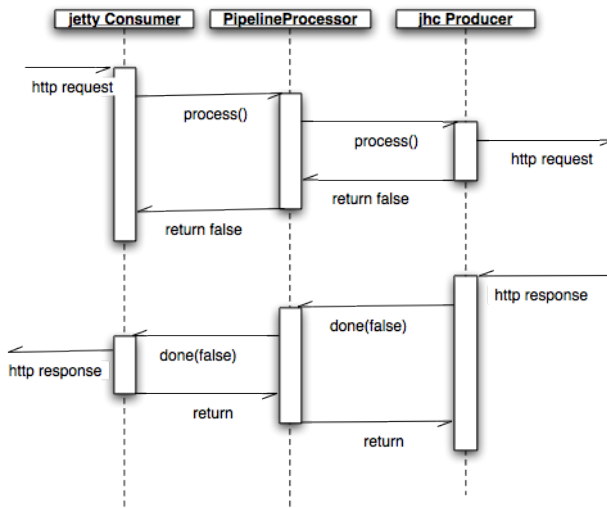 jetty Consumer
PipelineProcessor
jhc Producer
http request
process()
process()
http request
return false
return false
http response
done(false)
done(false)
http response
return
return